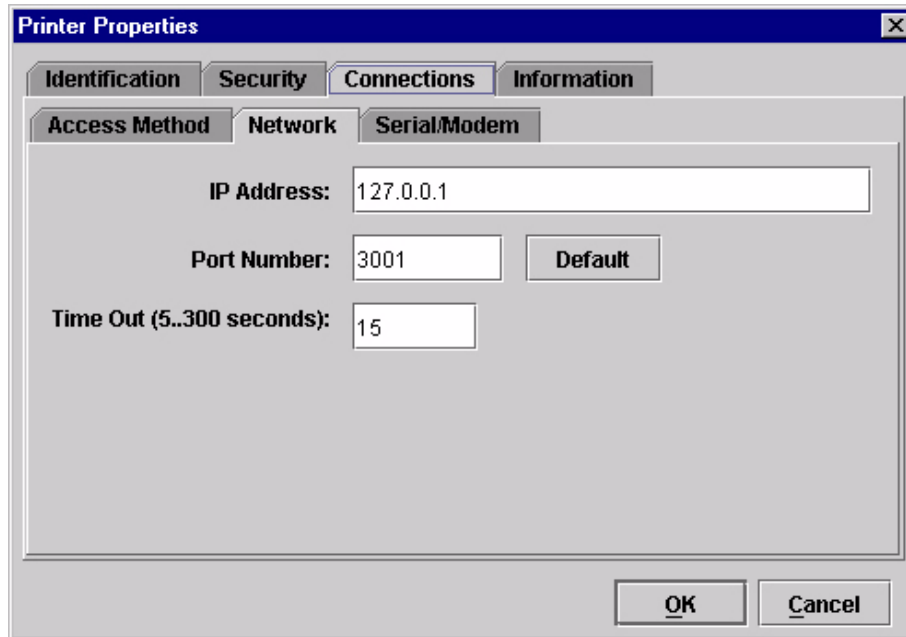 Printer Properties
Identification Security Connections Information
Access Method Network Serial/Modem
IP Address: 127.0.0.1
Port Number: 3001 Default
Time Out (5..300 seconds): 15
OK Cancel